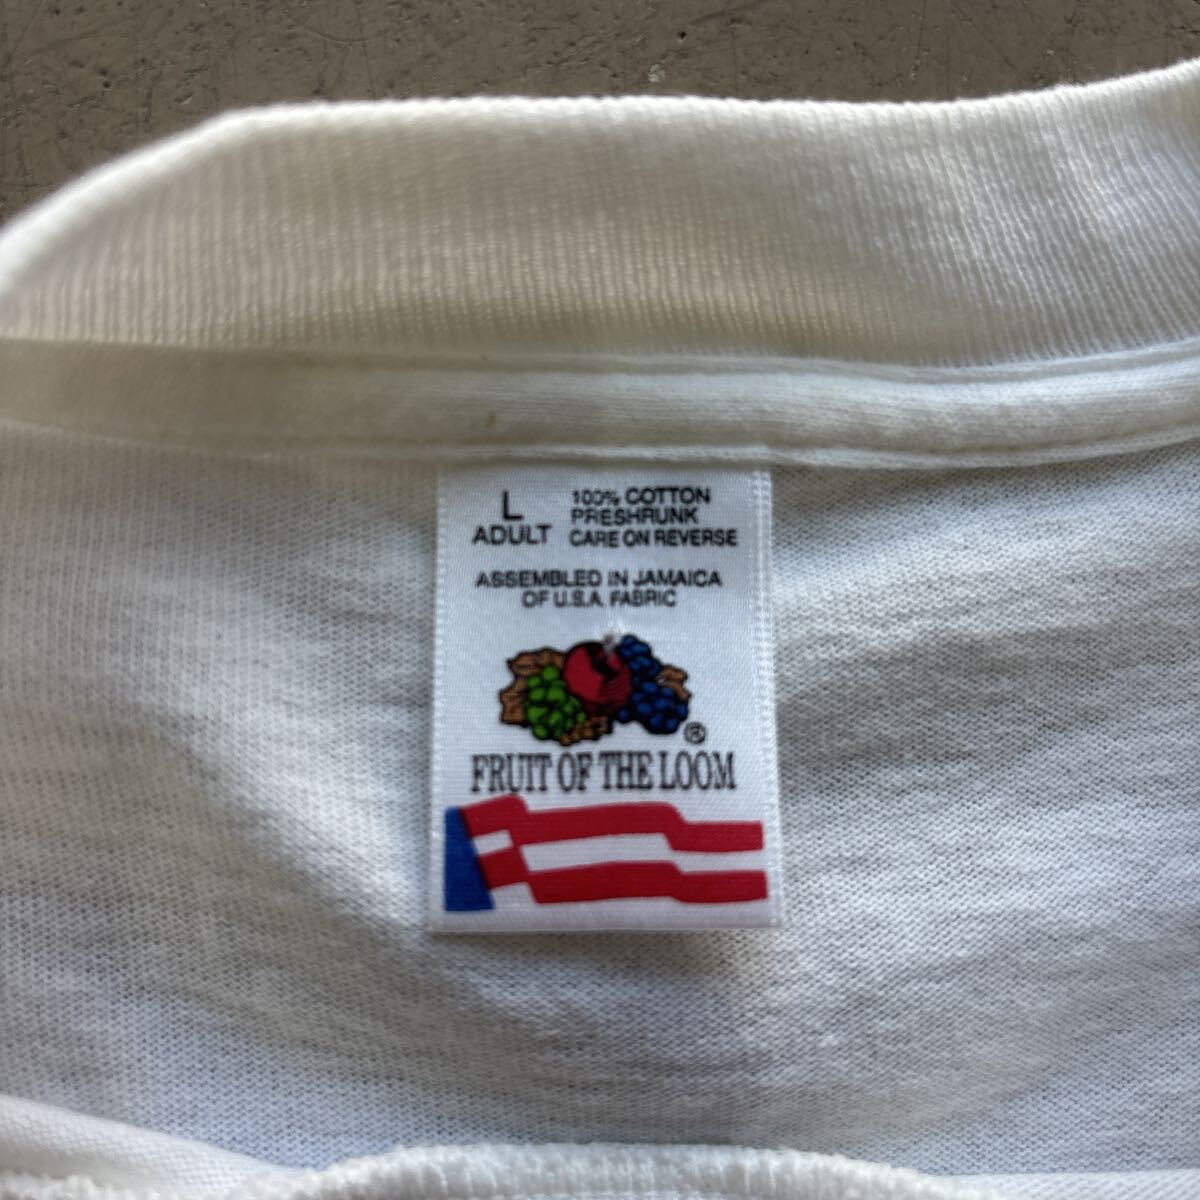 L
ADULT
100% COTTON
PRESHRUNK
CARE ON REVERSE
ASSEMBLED IN JAMAICA
OF U.S.A. FABRIC
®
FRUIT OF THE LOOM